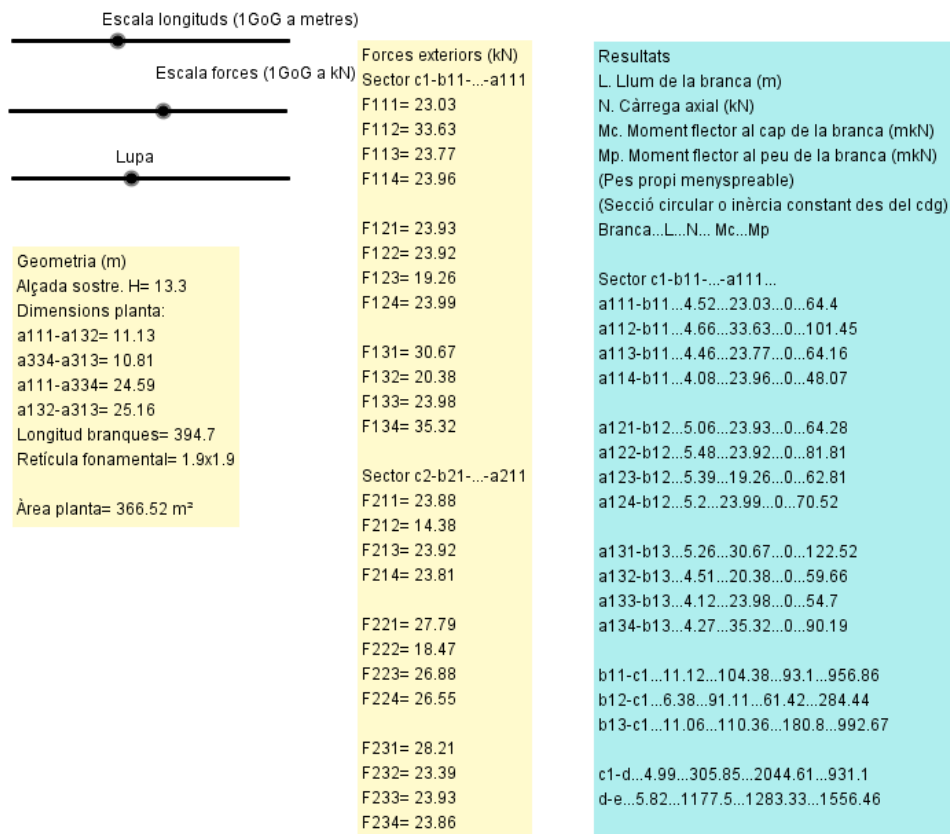 Escala longituds (1GoG a metres)
Escala forces (1GoG a kN)
Lupa
Geometria (m)
Alçada sostre. H= 13.3
Dimensions planta:
a111-a132= 11.13
a334-a313= 10.81
a111-a334= 24.59
a132-a313= 25.16
Longitud branques= 394.7
Retícula fonamental= 1.9x1.9
Àrea planta= 366.52 m²
Forces exteriors (kN)
Sector c1-b11-...-a111
F111= 23.03
F112= 33.63
F113= 23.77
F114= 23.96
F121= 23.93
F122= 23.92
F123= 19.26
F124= 23.99
F131= 30.67
F132= 20.38
F133= 23.98
F134= 35.32
Sector c2-b21-...-a211
F211= 23.88
F212= 14.38
F213= 23.92
F214= 23.81
F221= 27.79
F222= 18.47
F223= 26.88
F224= 26.55
F231= 28.21
F232= 23.39
F233= 23.93
F234= 23.86
Resultats
L. Llum de la branca (m)
N. Càrrega axial (kN)
Mc. Moment flector al cap de la branca (mkN)
Mp. Moment flector al peu de la branca (mkN)
(Pes propi menyspreable)
(Secció circular o inèrcia constant des del cdg)
Branca...L...N... Mc...Mp
Sector c1-b11-...-a111...
a111-b11...4.52...23.03...0...64.4
a112-b11...4.66...33.63...0...101.45
a113-b11...4.46...23.77...0...64.16
a114-b11...4.08...23.96...0...48.07
a121-b12...5.06...23.93...0...64.28
a122-b12...5.48...23.92...0...81.81
a123-b12...5.39...19.26...0...62.81
a124-b12...5.2...23.99...0...70.52
a131-b13...5.26...30.67...0...122.52
a132-b13...4.51...20.38...0...59.66
a133-b13...4.12...23.98...0...54.7
a134-b13...4.27...35.32...0...90.19
b11-c1...11.12...104.38...93.1...956.86
b12-c1...6.38...91.11...61.42...284.44
b13-c1...11.06...110.36...180.8...992.67
c1-d...4.99...305.85...2044.61...931.1
d-e...5.82...1177.5...1283.33...1556.46